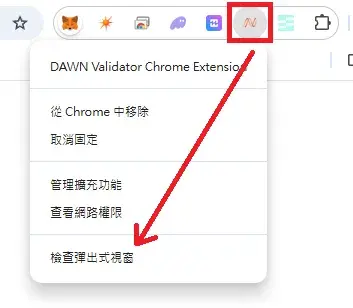 DAWN Validator Chrome Extension
從 Chrome 中移除
取消固定
管理擴充功能
查看網路權限
檢查彈出式視窗